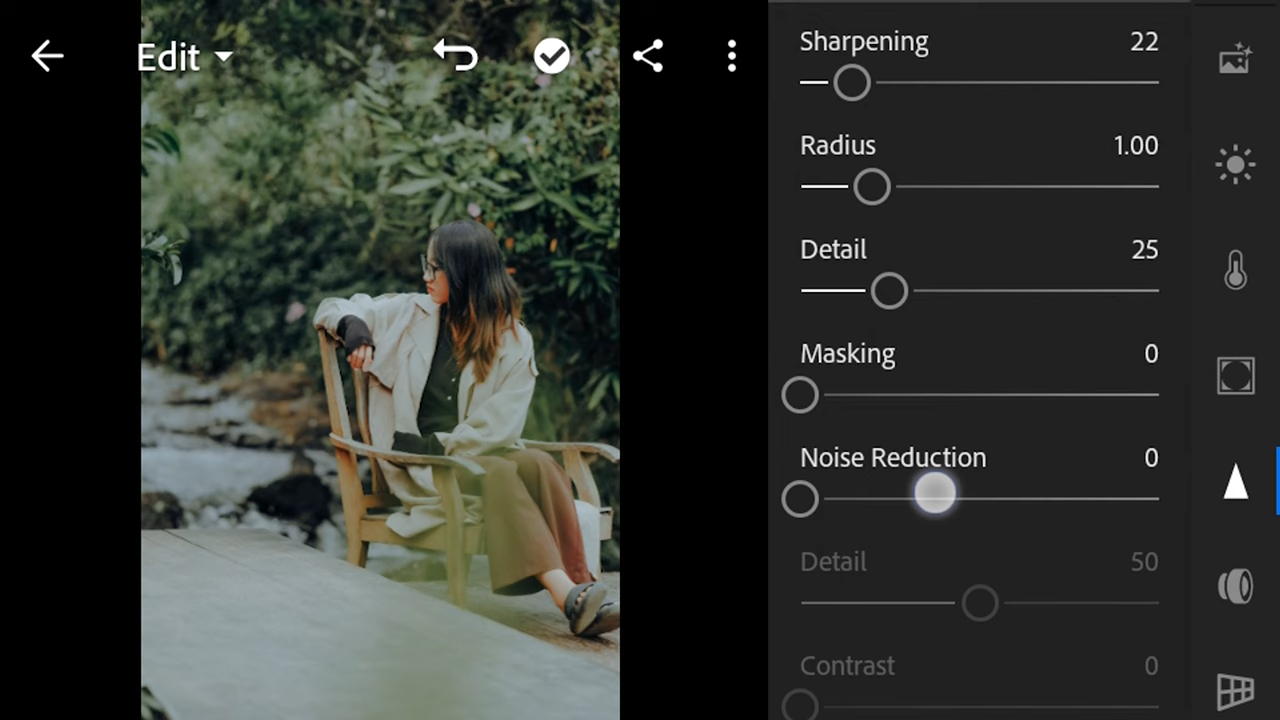 Edit
Sharpening 22
Radius 1.00
Detail 25
Masking 0
Noise Reduction 0
Detail 50
Contrast 0